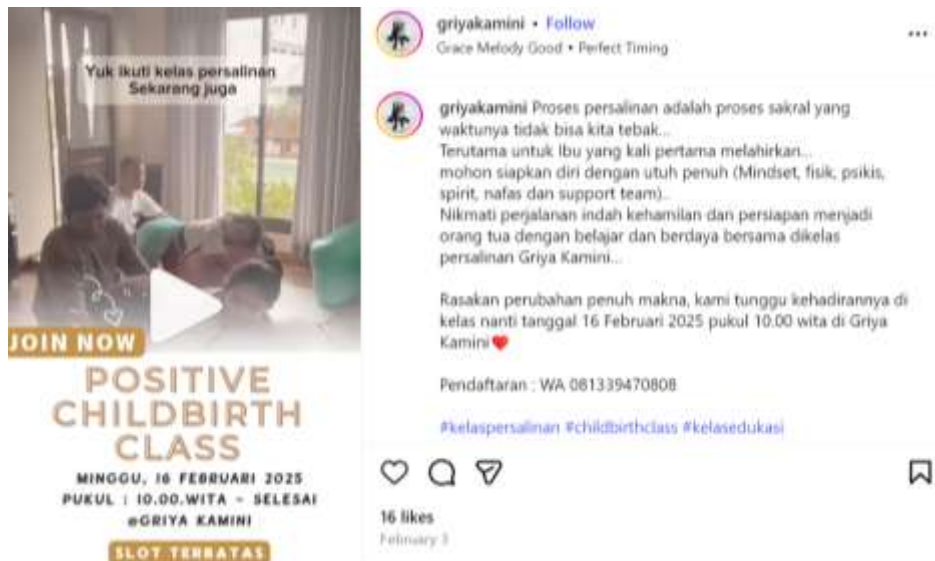 Yuk ikuti kelas persalinan
Sekarang juga
JOIN NOW
POSITIVE
CHILDBIRTH
CLASS
MINGGU, 16 FEBRUARI 2025
PUKUL : 10.00.WITA - SELESAI
@GRIYA KAMINI
SLOT TERBATAS
griyakamini • Follow
Grace Melody Good • Perfect Timing
griyakamini Proses persalinan adalah proses sakral yang
waktunya tidak bisa kita tebak...
Terutama untuk Ibu yang kali pertama melahirkan...
mohon siapkan diri dengan utuh penuh (Mindset, fisik, psikis,
spirit, nafas dan support team)..
Nikmati perjalanan indah kehamilan dan persiapan menjadi
orang tua dengan belajar dan berdaya bersama dikelas
persalinan Griya Kamini...
Rasakan perubahan penuh makna, kami tunggu kehadirannya di
kelas nanti tanggal 16 Februari 2025 pukul 10.00 wita di Griya
Kamini❤️
Pendaftaran : WA 081339470808
#kelaspersalinan #childbirthclass #kelasedukasi
16 likes
February 3